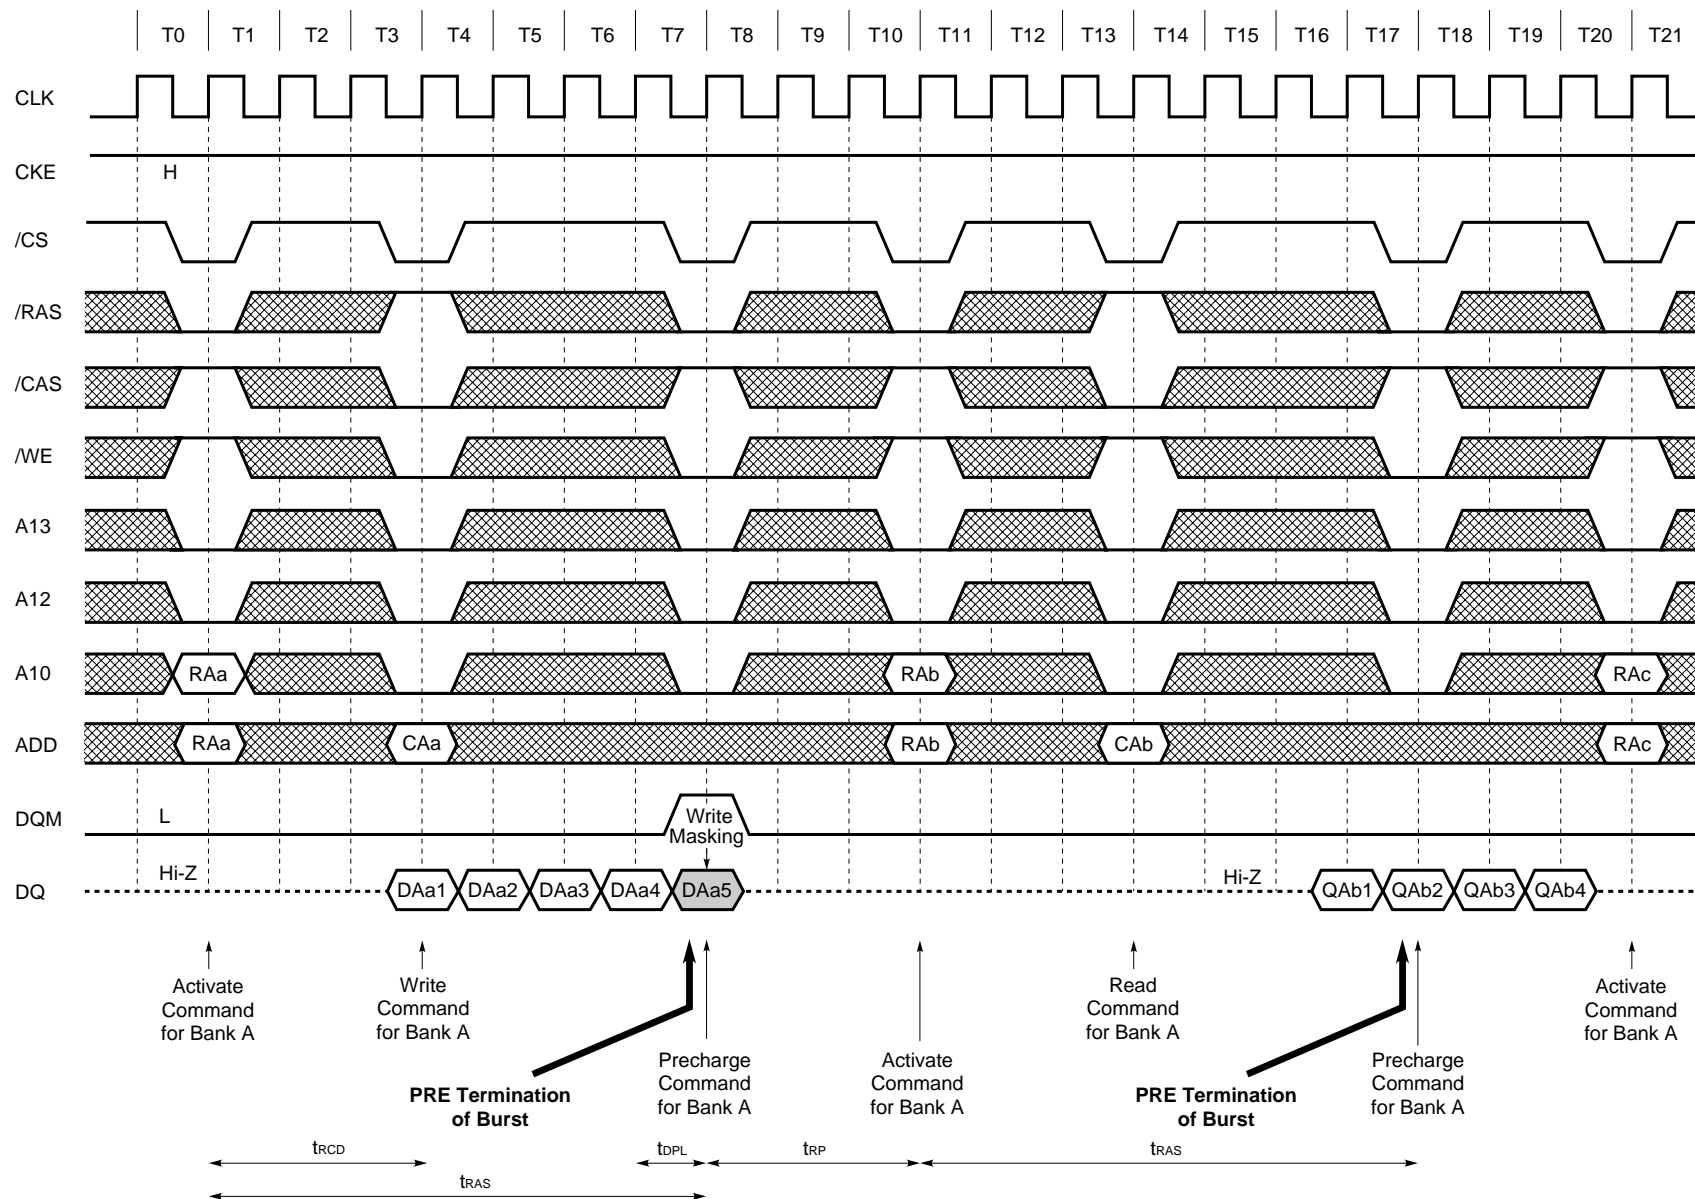 T0 T1 T2 T3 T4 T5 T6 T7 T8 T9 T10 T11 T12 T13 T14 T15 T16 T17 T18 T19 T20 T21
CLK
CKE H
/CS
/RAS
/CAS
/WE
A13
A12
A10 RAa RAb RAc
ADD RAa CAa RAb CAb RAc
DQM L Write
Masking
DQ Hi-Z DAa1 DAa2 DAa3 DAa4 DAa5 Hi-Z QAb1 QAb2 QAb3 QAb4
Activate
Command
for Bank A
Write
Command
for Bank A
PRE Termination
of Burst
Precharge
Command
for Bank A
Activate
Command
for Bank A
Read
Command
for Bank A
PRE Termination
of Burst
Precharge
Command
for Bank A
Activate
Command
for Bank A
tRCD tDPL tRP tRAS
tRAS